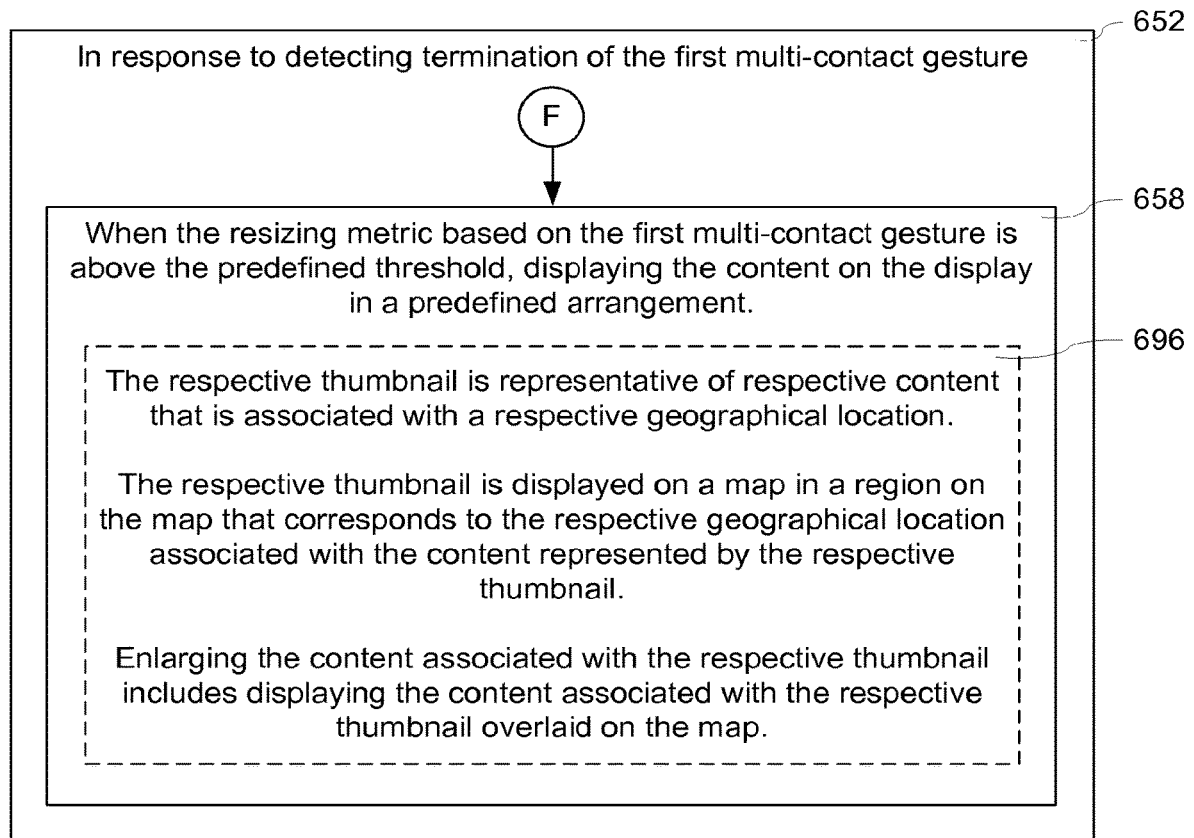 652
In response to detecting termination of the first multi-contact gesture
F
658
When the resizing metric based on the first multi-contact gesture is
above the predefined threshold, displaying the content on the display
in a predefined arrangement.
696
The respective thumbnail is representative of respective content
that is associated with a respective geographical location.
The respective thumbnail is displayed on a map in a region on
the map that corresponds to the respective geographical location
associated with the content represented by the respective
thumbnail.
Enlarging the content associated with the respective thumbnail
includes displaying the content associated with the respective
thumbnail overlaid on the map.